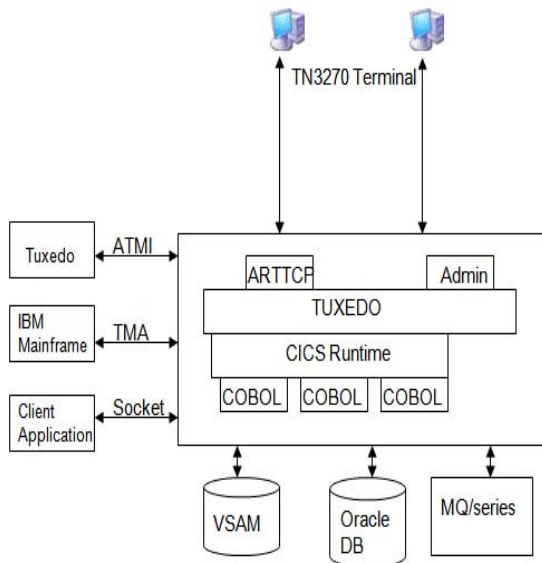 TN3270 Terminal
Tuxedo
ATMI
ARTTCP
Admin
TUXEDO
IBM
Mainframe
TMA
CICS Runtime
Client
Application
Socket
COBOL
COBOL
COBOL
VSAM
Oracle
DB
MQ/series